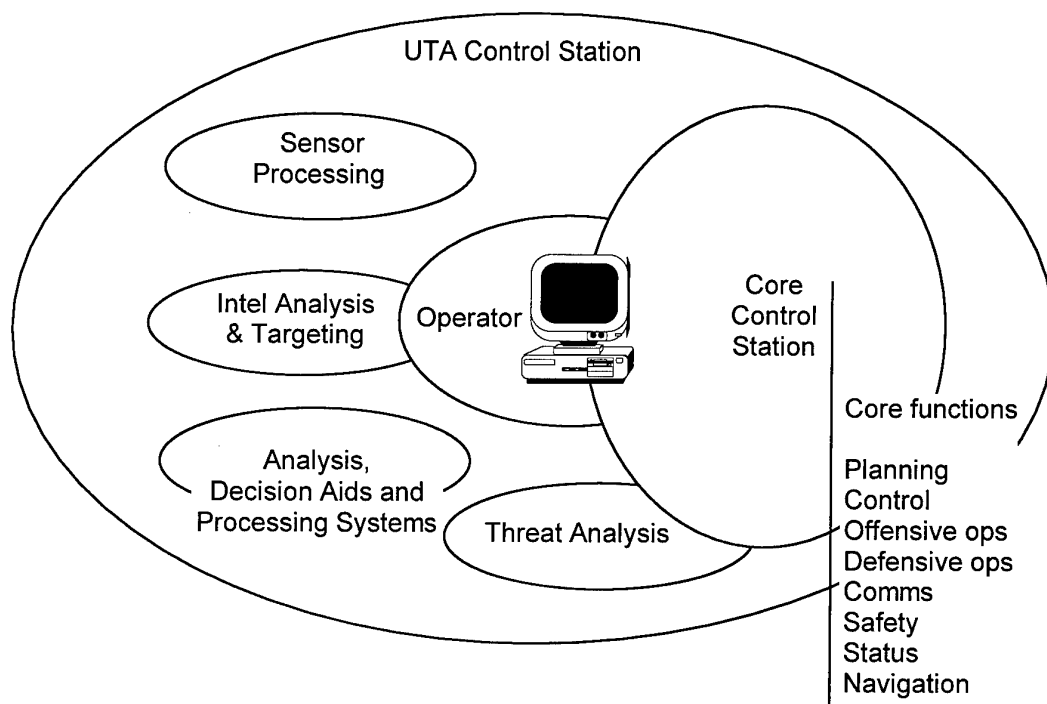 UTA Control Station
Sensor
Processing
Intel Analysis
& Targeting
Operator
Core
Control
Station
Analysis,
Decision Aids and
Processing Systems
Threat Analysis
Core functions
Planning
Control
Offensive ops
Defensive ops
Comms
Safety
Status
Navigation